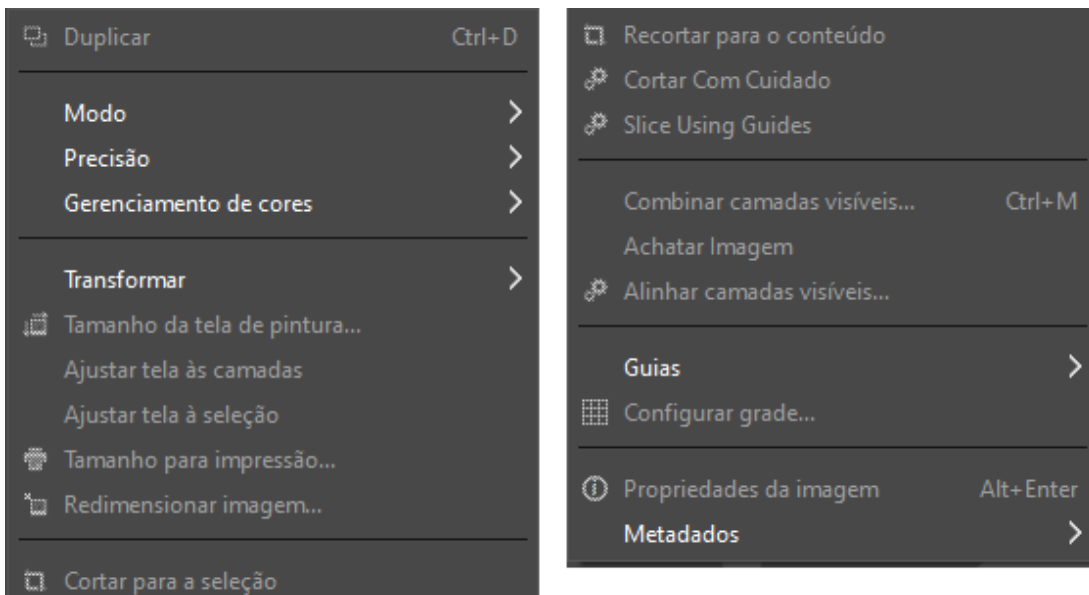 Duplicar Ctrl+D
Modo
Precisão
Gerenciamento de cores
Transformar
Tamanho da tela de pintura...
Ajustar tela às camadas
Ajustar tela à seleção
Tamanho para impressão...
Redimensionar imagem...
Cortar para a seleção
Recortar para o conteúdo
Cortar Com Cuidado
Slice Using Guides
Combinar camadas visíveis... Ctrl+M
Achatar Imagem
Alinhar camadas visíveis...
Guias
Configurar grade...
Propriedades da imagem Alt+Enter
Metadados